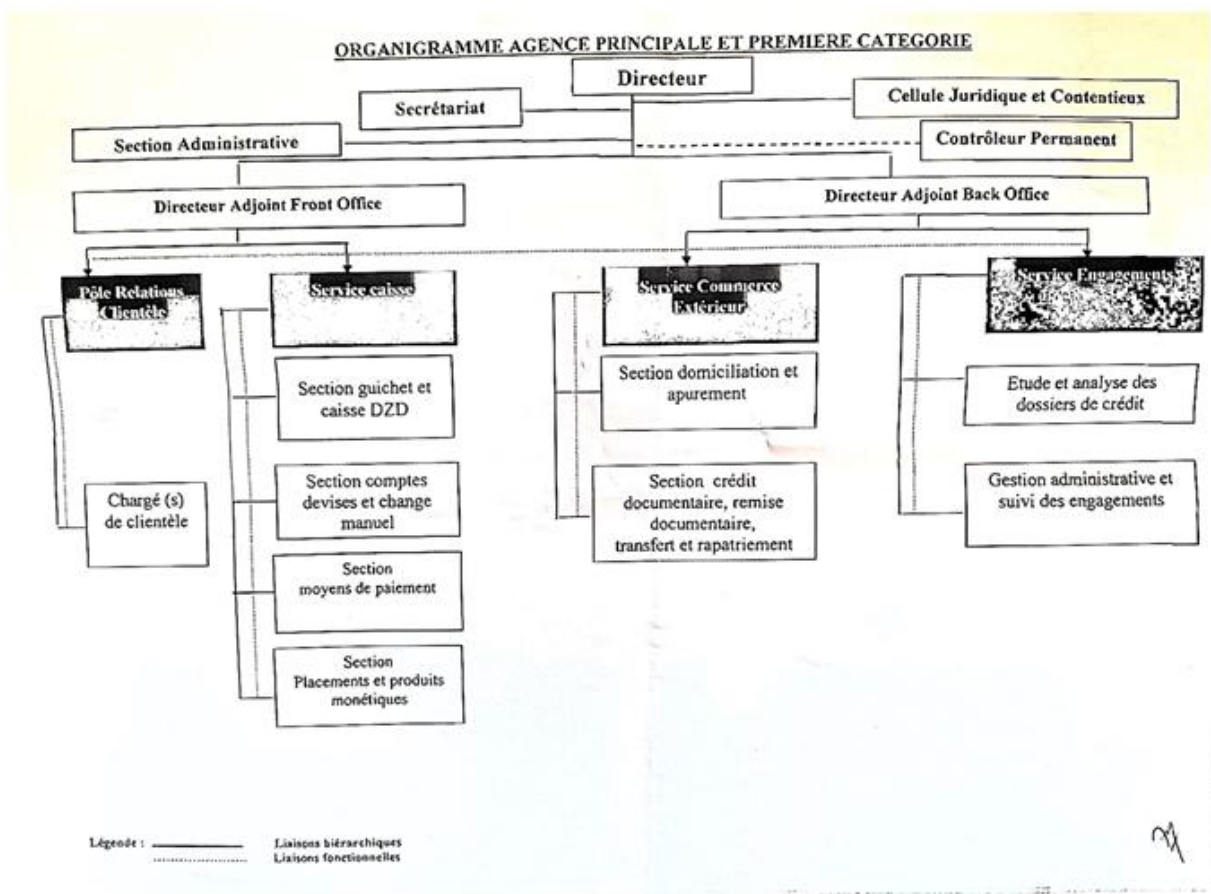 ORGANIGRAMME AGENCE PRINCIPALE ET PREMIERE CATEGORIE
Directeur
Secrétariat
Cellule Juridique et Contentieux
Section Administrative
Contrôleur Permanent
Directeur Adjoint Front Office
Directeur Adjoint Back Office
Pôle Relations
Clientèle
Service caisse
Service Commerce
Extérieur
Service Engagements
Section guichet et
caisse DZD
Section domiciliation et
apurement
Etude et analyse des
dossiers de crédit
Chargé (s)
de clientèle
Section comptes
devises et change
manuel
Section crédit
documentaire, remise
documentaire,
transfert et rapatriement
Gestion administrative et
suivi des engagements
Section
moyens de paiement
Section
Placements et produits
monétiques
Légende :
Liaisons hiérarchiques
Liaisons fonctionnelles